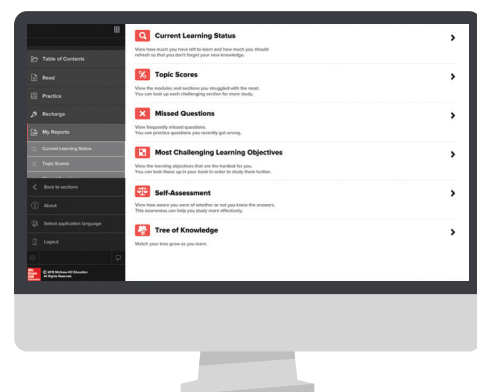 Table of Contents
Read
Practice
Recharge
My Reports
Current Learning Status
Topic Scores
Back to sections
About
Select application language
Logout
Mc
Graw
Hill
Education
© 2015 McGraw-Hill Education
All Rights Reserved.
Current Learning Status
View how much you have left to learn and how much you should
refresh so that you don't forget your new knowledge.
Topic Scores
View the modules and sections you struggled with the most.
You can look up each challenging section for more study.
Missed Questions
View frequently missed questions.
You can practice questions you recently got wrong.
Most Challenging Learning Objectives
View the learning objectives that are the hardest for you.
You can look these up in your book in order to study them further.
Self-Assessment
View how aware you were of whether or not you knew the answers.
This awareness can help you study more effectively.
Tree of Knowledge
Watch your tree grow as you learn.